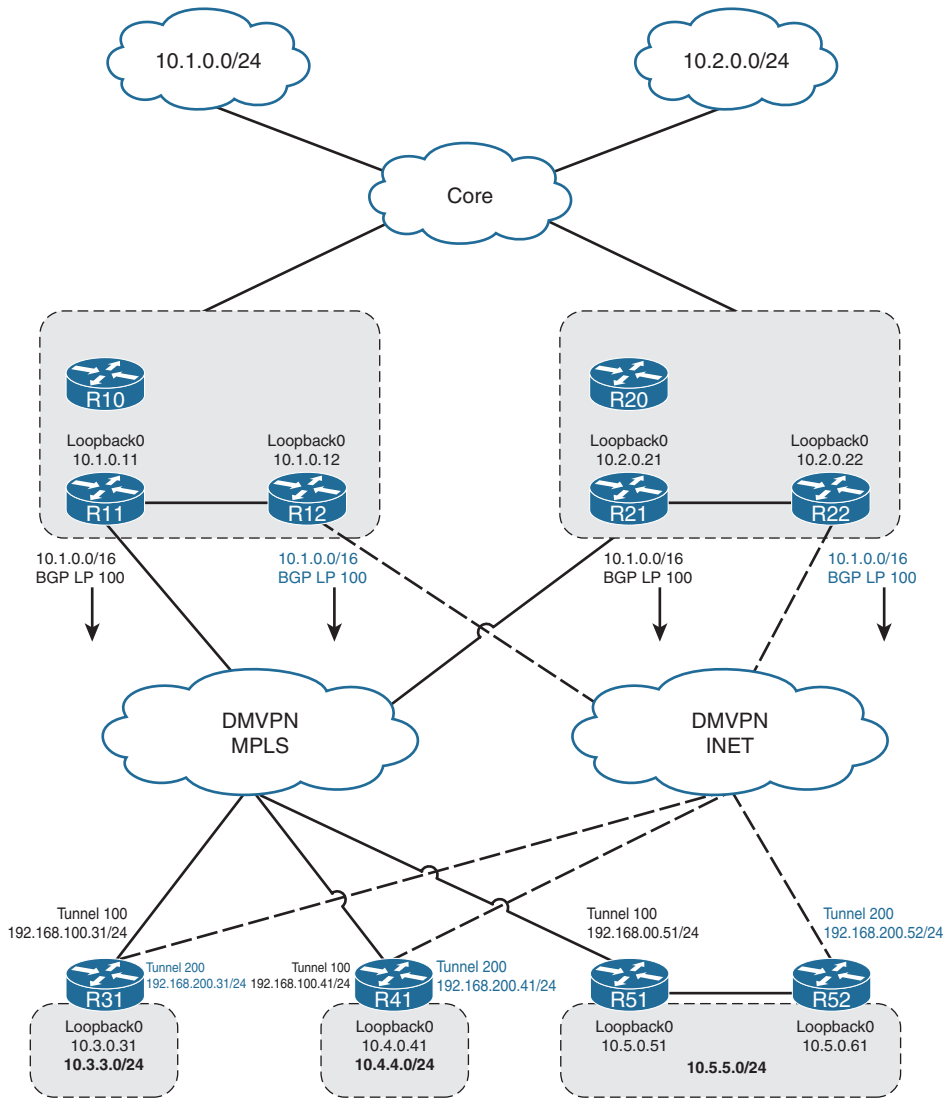 10.1.0.0/24
10.2.0.0/24
Core
R10
R20
Loopback0
10.1.0.11
Loopback0
10.1.0.12
Loopback0
10.2.0.21
Loopback0
10.2.0.22
R11
R12
R21
R22
10.1.0.0/16
BGP LP 100
10.1.0.0/16
BGP LP 100
10.1.0.0/16
BGP LP 100
10.1.0.0/16
BGP LP 100
DMVPN
MPLS
DMVPN
INET
Tunnel 100
192.168.100.31/24
Tunnel 200
192.168.200.31/24
Tunnel 100
192.168.100.41/24
Tunnel 200
192.168.200.41/24
Tunnel 100
192.168.00.51/24
Tunnel 200
192.168.200.52/24
R31
R41
R51
R52
Loopback0
10.3.0.31
10.3.3.0/24
Loopback0
10.4.0.41
10.4.4.0/24
Loopback0
10.5.0.51
Loopback0
10.5.0.61
10.5.5.0/24